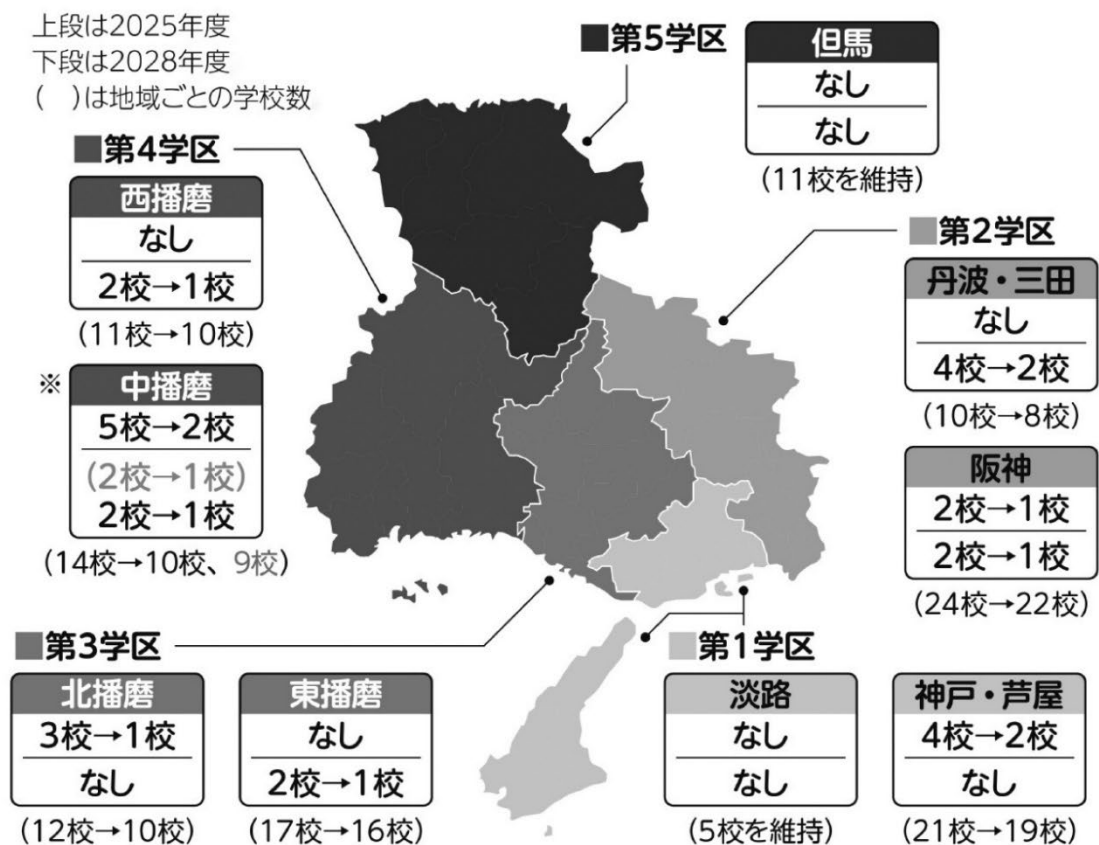 上段は2025年度
下段は2028年度
(　)は地域ごとの学校数
■第5学区
但馬
なし
なし
(11校を維持)
■第4学区
西播磨
なし
2校→1校
(11校→10校)
※
中播磨
5校→2校
(2校→1校)
2校→1校
(14校→10校、9校)
■第2学区
丹波・三田
なし
4校→2校
(10校→8校)
阪神
2校→1校
2校→1校
(24校→22校)
■第3学区
北播磨
3校→1校
なし
(12校→10校)
東播磨
なし
2校→1校
(17校→16校)
■第1学区
淡路
なし
なし
(5校を維持)
神戸・芦屋
4校→2校
なし
(21校→19校)